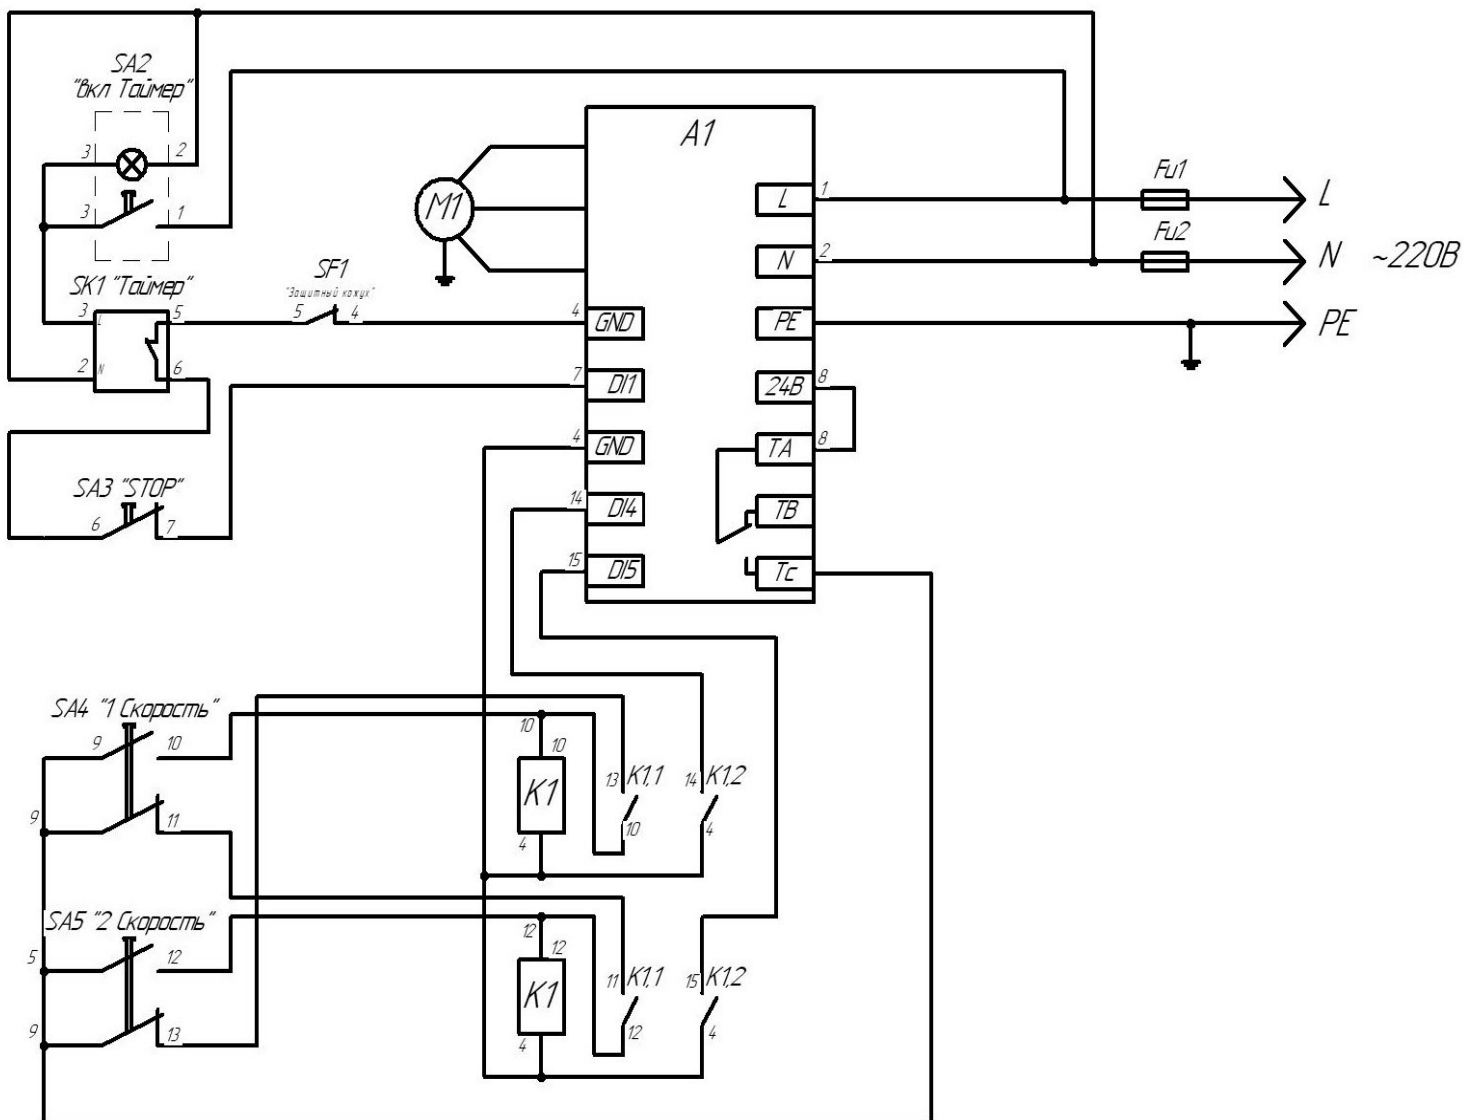 SA2
"Вкл Таймер"
3
2
3
1
SK1 "Таймер"
3
L
5
2
N
6
SF1
"Защитный кожух"
5
4
M1
A1
4
GND
7
DI1
4
GND
14
DI4
15
DI5
L
1
N
2
PE
24В
8
TA
8
TB
Tc
Fu1
Fu2
L
N
~220В
PE
SA3 "STOP"
6
7
SA4 "1 Скорость"
9
10
9
11
SA5 "2 Скорость"
5
12
9
13
10
10
K1
4
13
K1,1
10
14
K1,2
4
12
12
K1
4
11
K1,1
12
15
K1,2
4